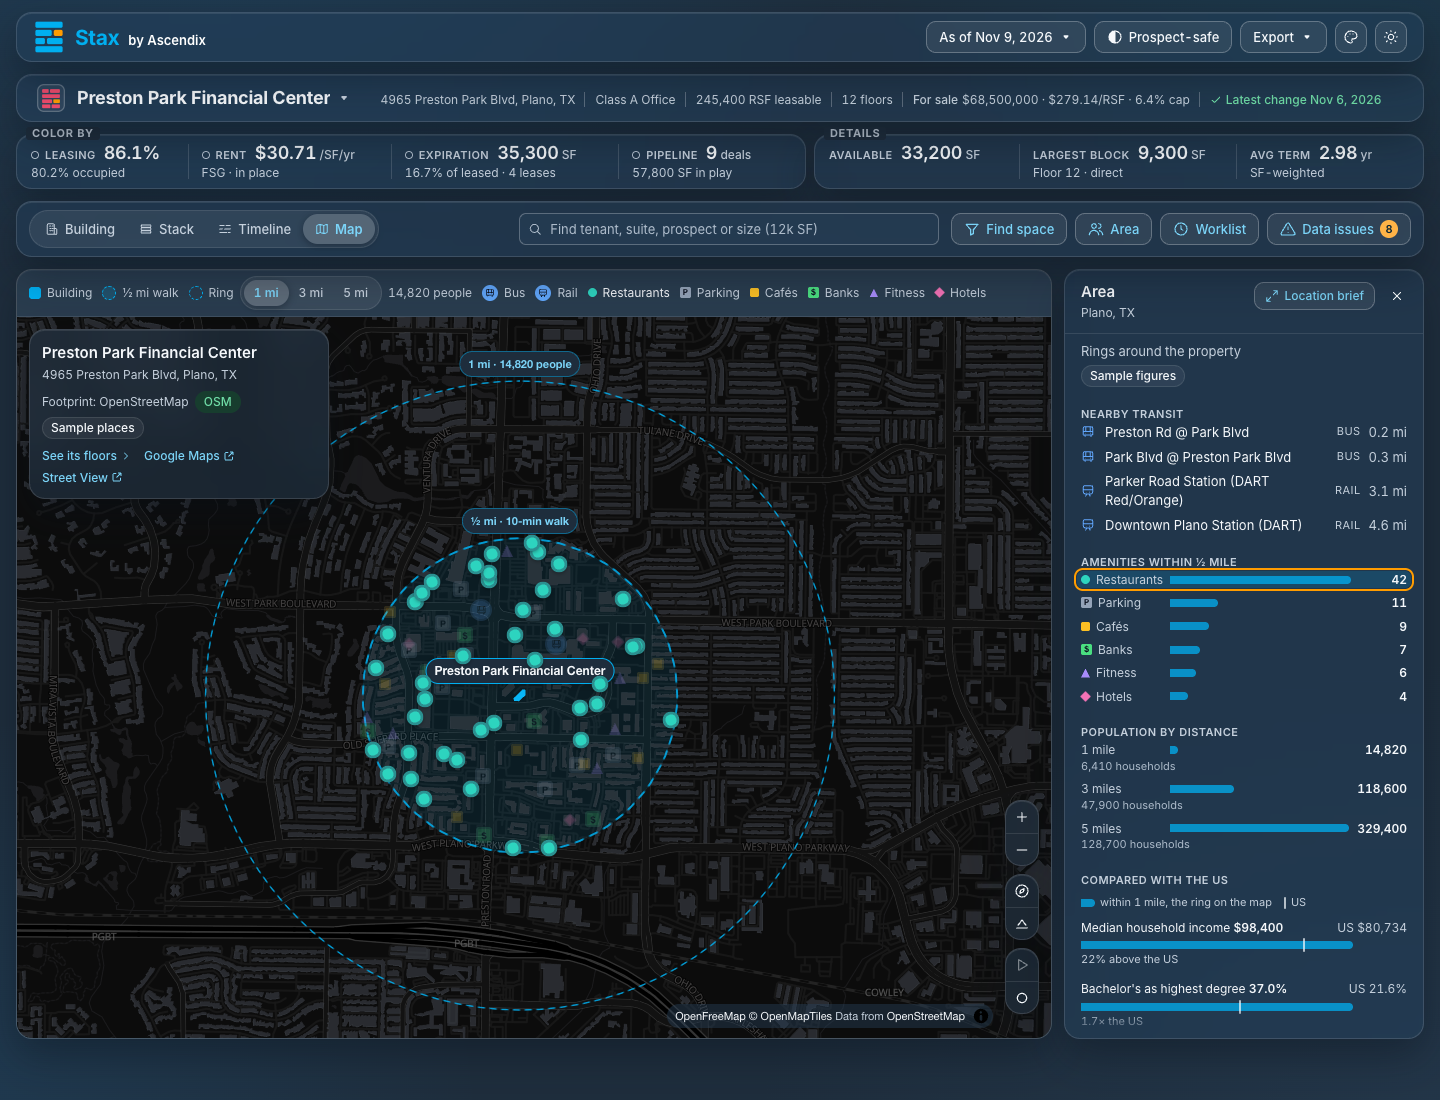 Stax by Ascendix
As of Nov 9, 2026
Prospect-safe
Export
Preston Park Financial Center
4965 Preston Park Blvd, Plano, TX
Class A Office
245,400 RSF leasable
12 floors
For sale $68,500,000 · $279.14/RSF · 6.4% cap
✓ Latest change Nov 6, 2026
COLOR BY
LEASING 86.1%
80.2% occupied
RENT $30.71 /SF/yr
FSG · in place
EXPIRATION 35,300 SF
16.7% of leased · 4 leases
PIPELINE 9 deals
57,800 SF in play
DETAILS
AVAILABLE 33,200 SF
LARGEST BLOCK 9,300 SF
Floor 12 · direct
AVG TERM 2.98 yr
SF-weighted
Building
Stack
Timeline
Map
Find tenant, suite, prospect or size (12k SF)
Find space
Area
Worklist
Data issues 8
Building
½ mi walk
Ring
1 mi
3 mi
5 mi
14,820 people
Bus
Rail
Restaurants
P Parking
Cafés
$ Banks
Fitness
Hotels
Preston Park Financial Center
4965 Preston Park Blvd, Plano, TX
Footprint: OpenStreetMap OSM
Sample places
See its floors
Google Maps
Street View
1 mi · 14,820 people
OHIO DRIVE
TULANE DRIVE
VENTURA DRIVE
½ mi · 10-min walk
WEST PARK BOULEVARD
WEST PARK BOULEVARD
Preston Park Financial Center
MIRA VISTA BOULEVARD
WEST PLANO PARKWAY
PRESTON ROAD
PGBT
PGBT
COWLEY
OpenFreeMap © OpenMapTiles Data from OpenStreetMap
Area
Plano, TX
Location brief
Rings around the property
Sample figures
NEARBY TRANSIT
Preston Rd @ Park Blvd BUS 0.2 mi
Park Blvd @ Preston Park Blvd BUS 0.3 mi
Parker Road Station (DART
Red/Orange) RAIL 3.1 mi
Downtown Plano Station (DART) RAIL 4.6 mi
AMENITIES WITHIN ½ MILE
Restaurants 42
P Parking 11
Cafés 9
$ Banks 7
Fitness 6
Hotels 4
POPULATION BY DISTANCE
1 mile 14,820
6,410 households
3 miles 118,600
47,900 households
5 miles 329,400
128,700 households
COMPARED WITH THE US
within 1 mile, the ring on the map US
Median household income $98,400 US $80,734
22% above the US
Bachelor's as highest degree 37.0% US 21.6%
1.7× the US